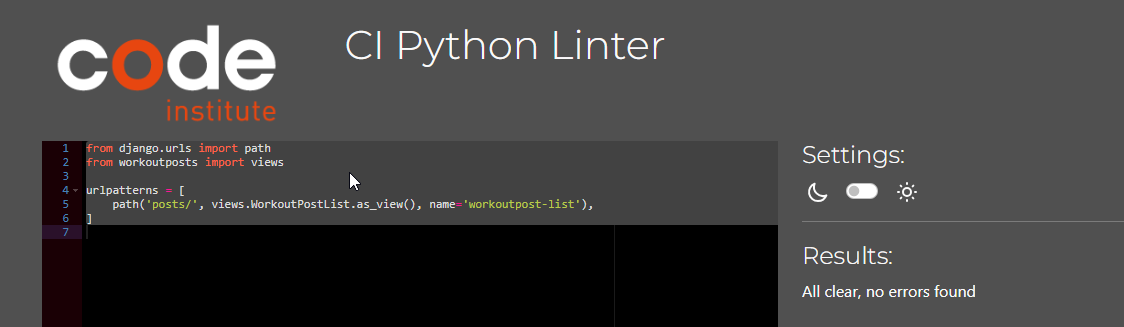 code
institute
CI Python Linter
1 from django.urls import path
2 from workoutposts import views
3
4 urlpatterns = [
5     path('posts/', views.WorkoutPostList.as_view(), name='workoutpost-list'),
6 ]
7
Settings:
Results:
All clear, no errors found